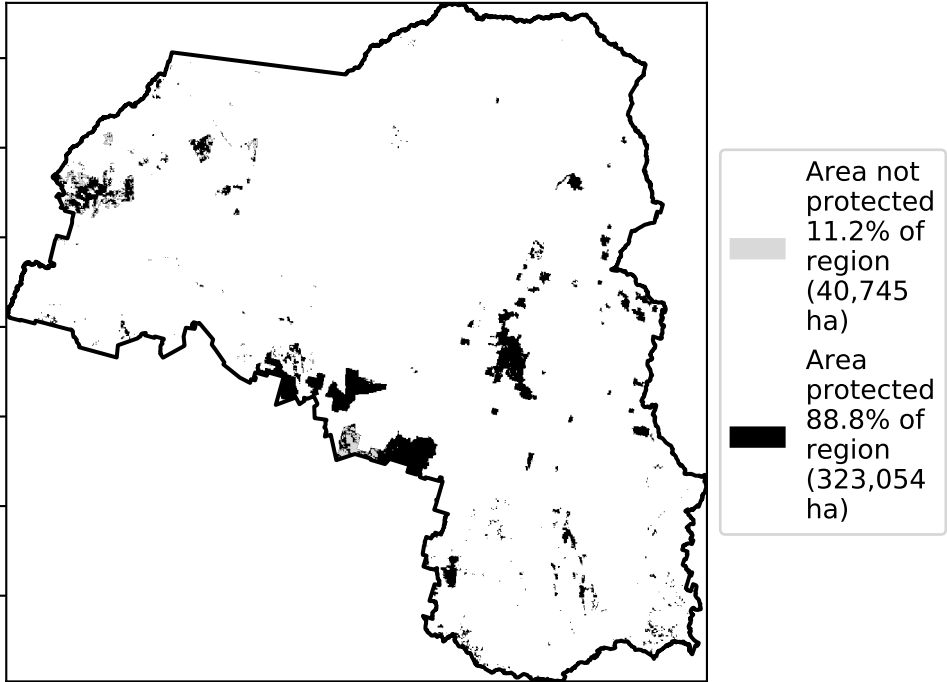 Area not
protected
11.2% of
region
(40,745
ha)
Area
protected
88.8% of
region
(323,054
ha)